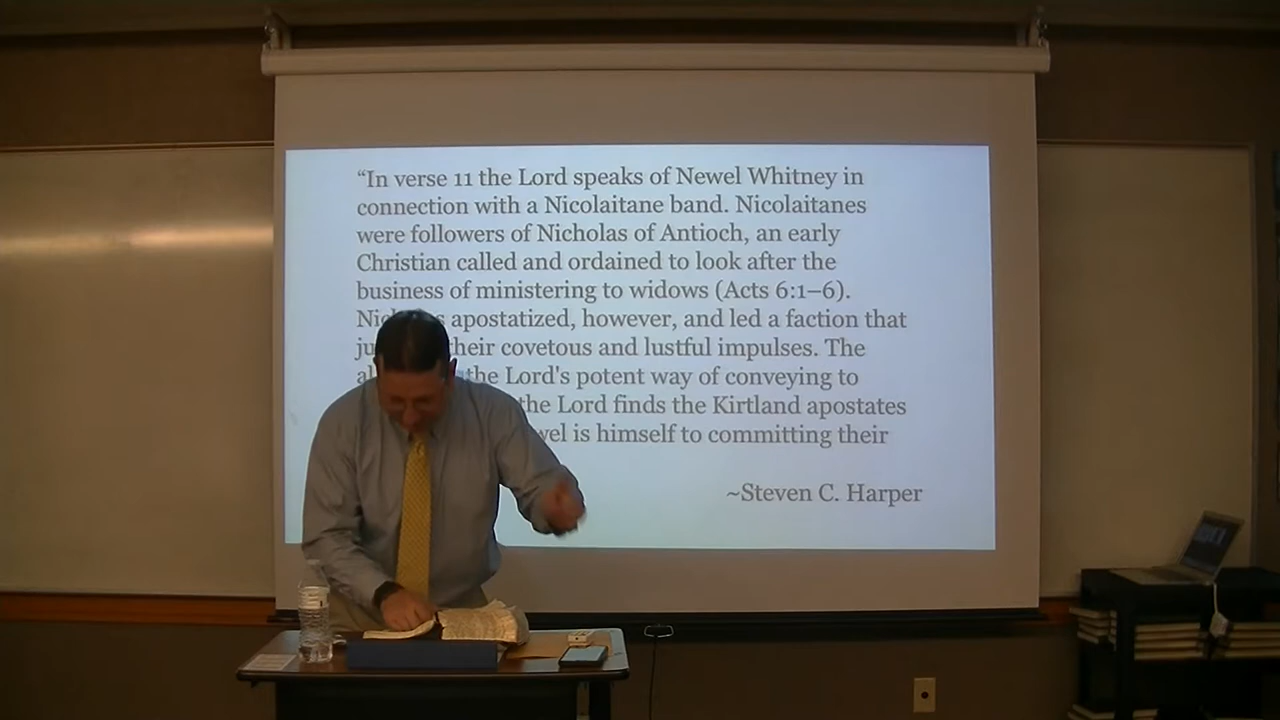 “In verse 11 the Lord speaks of Newel Whitney in
connection with a Nicolaitane band. Nicolaitanes
were followers of Nicholas of Antioch, an early
Christian called and ordained to look after the
business of ministering to widows (Acts 6:1–6).
apostatized, however, and led a faction that
their covetous and lustful impulses. The
the Lord's potent way of conveying to
the Lord finds the Kirtland apostates
is himself to committing their
~Steven C. Harper